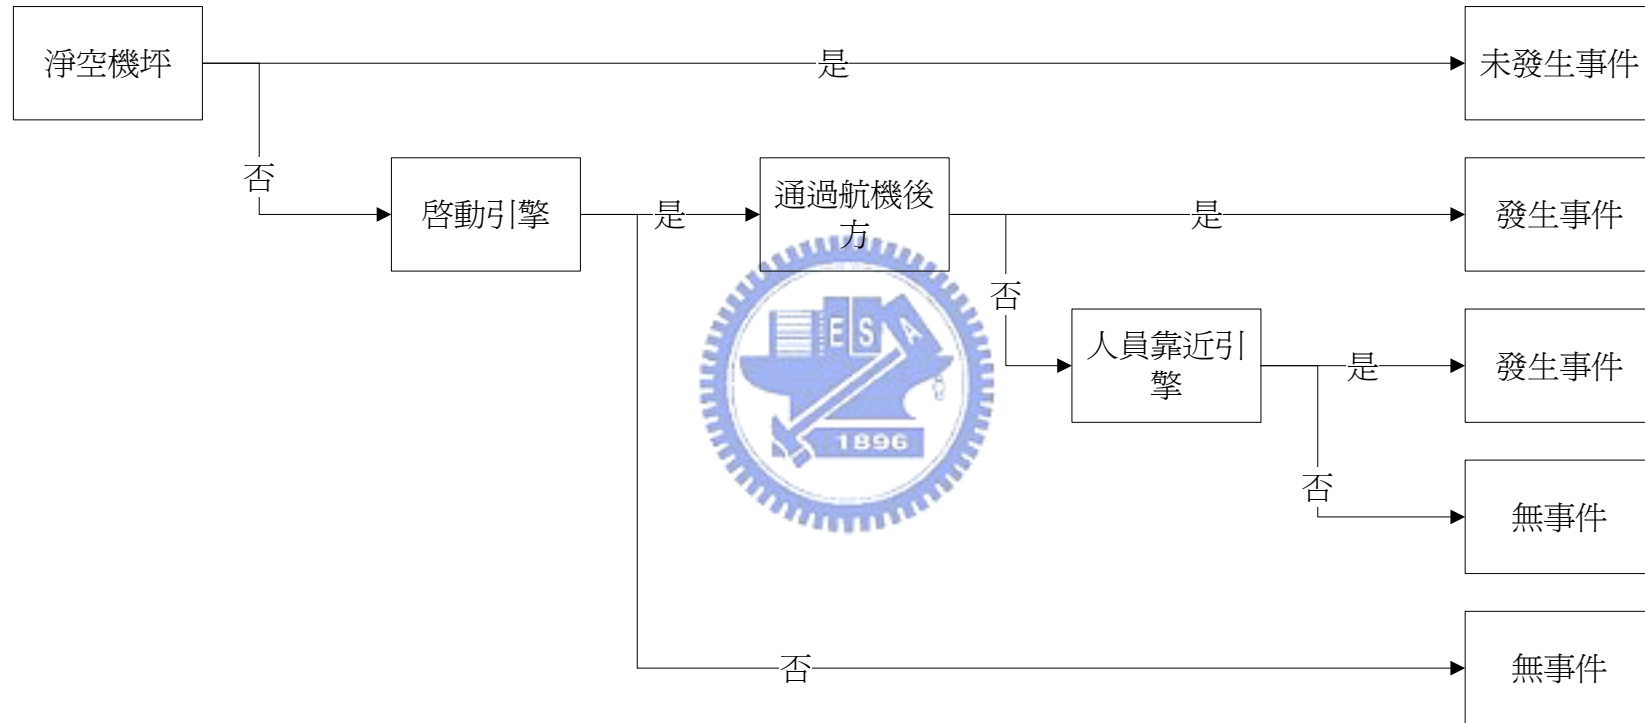 淨空機坪
是
未發生事件
否
啓動引擎
是
通過航機後
方
是
發生事件
否
人員靠近引
擎
是
發生事件
否
無事件
否
無事件
E S A
1896